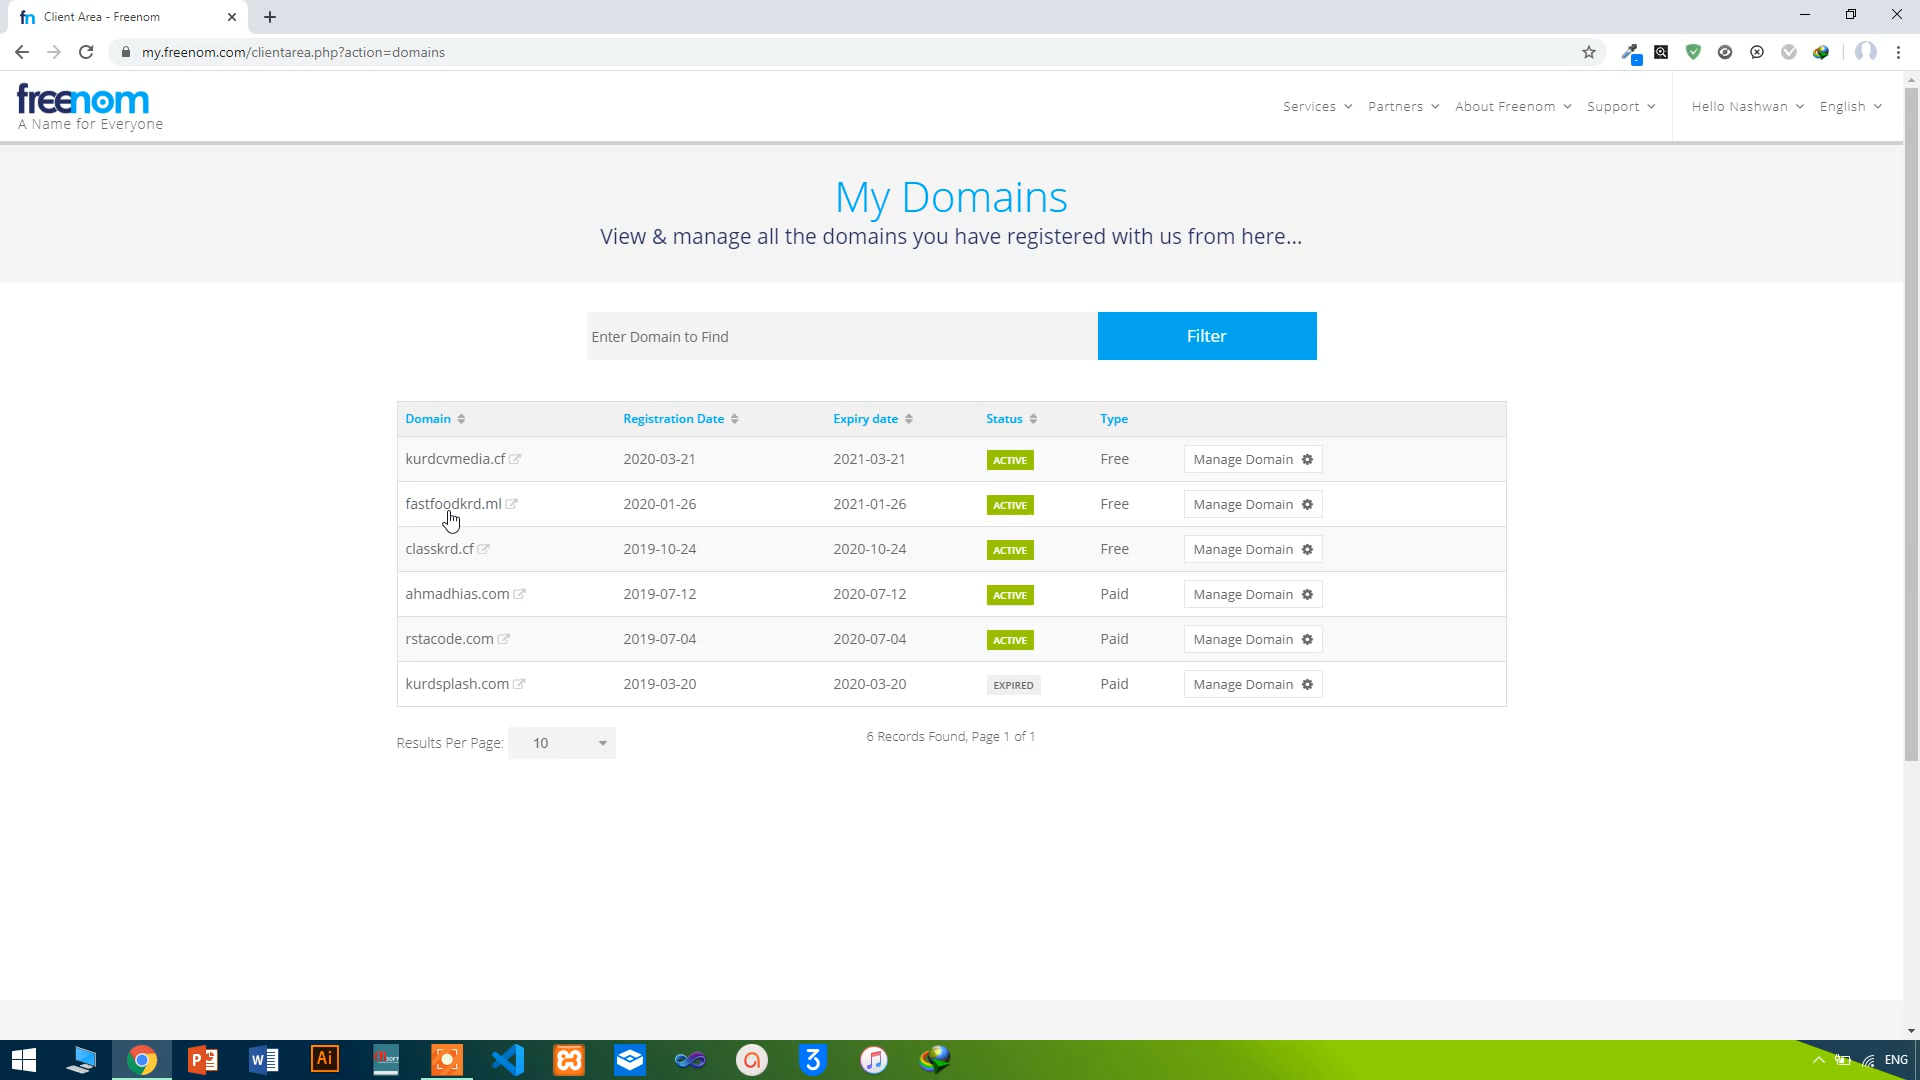 Client Area - Freenom
my.freenom.com/clientarea.php?action=domains
freenom
A Name for Everyone
Services Partners About Freenom Support Hello Nashwan English
My Domains
View & manage all the domains you have registered with us from here...
Enter Domain to Find Filter
Domain Registration Date Expiry date Status Type
kurdcvmedia.cf 2020-03-21 2021-03-21 ACTIVE Free Manage Domain
fastfoodkrd.ml 2020-01-26 2021-01-26 ACTIVE Free Manage Domain
classkrd.cf 2019-10-24 2020-10-24 ACTIVE Free Manage Domain
ahmadhias.com 2019-07-12 2020-07-12 ACTIVE Paid Manage Domain
rstacode.com 2019-07-04 2020-07-04 ACTIVE Paid Manage Domain
kurdsplash.com 2019-03-20 2020-03-20 EXPIRED Paid Manage Domain
Results Per Page: 10 6 Records Found, Page 1 of 1
ENG